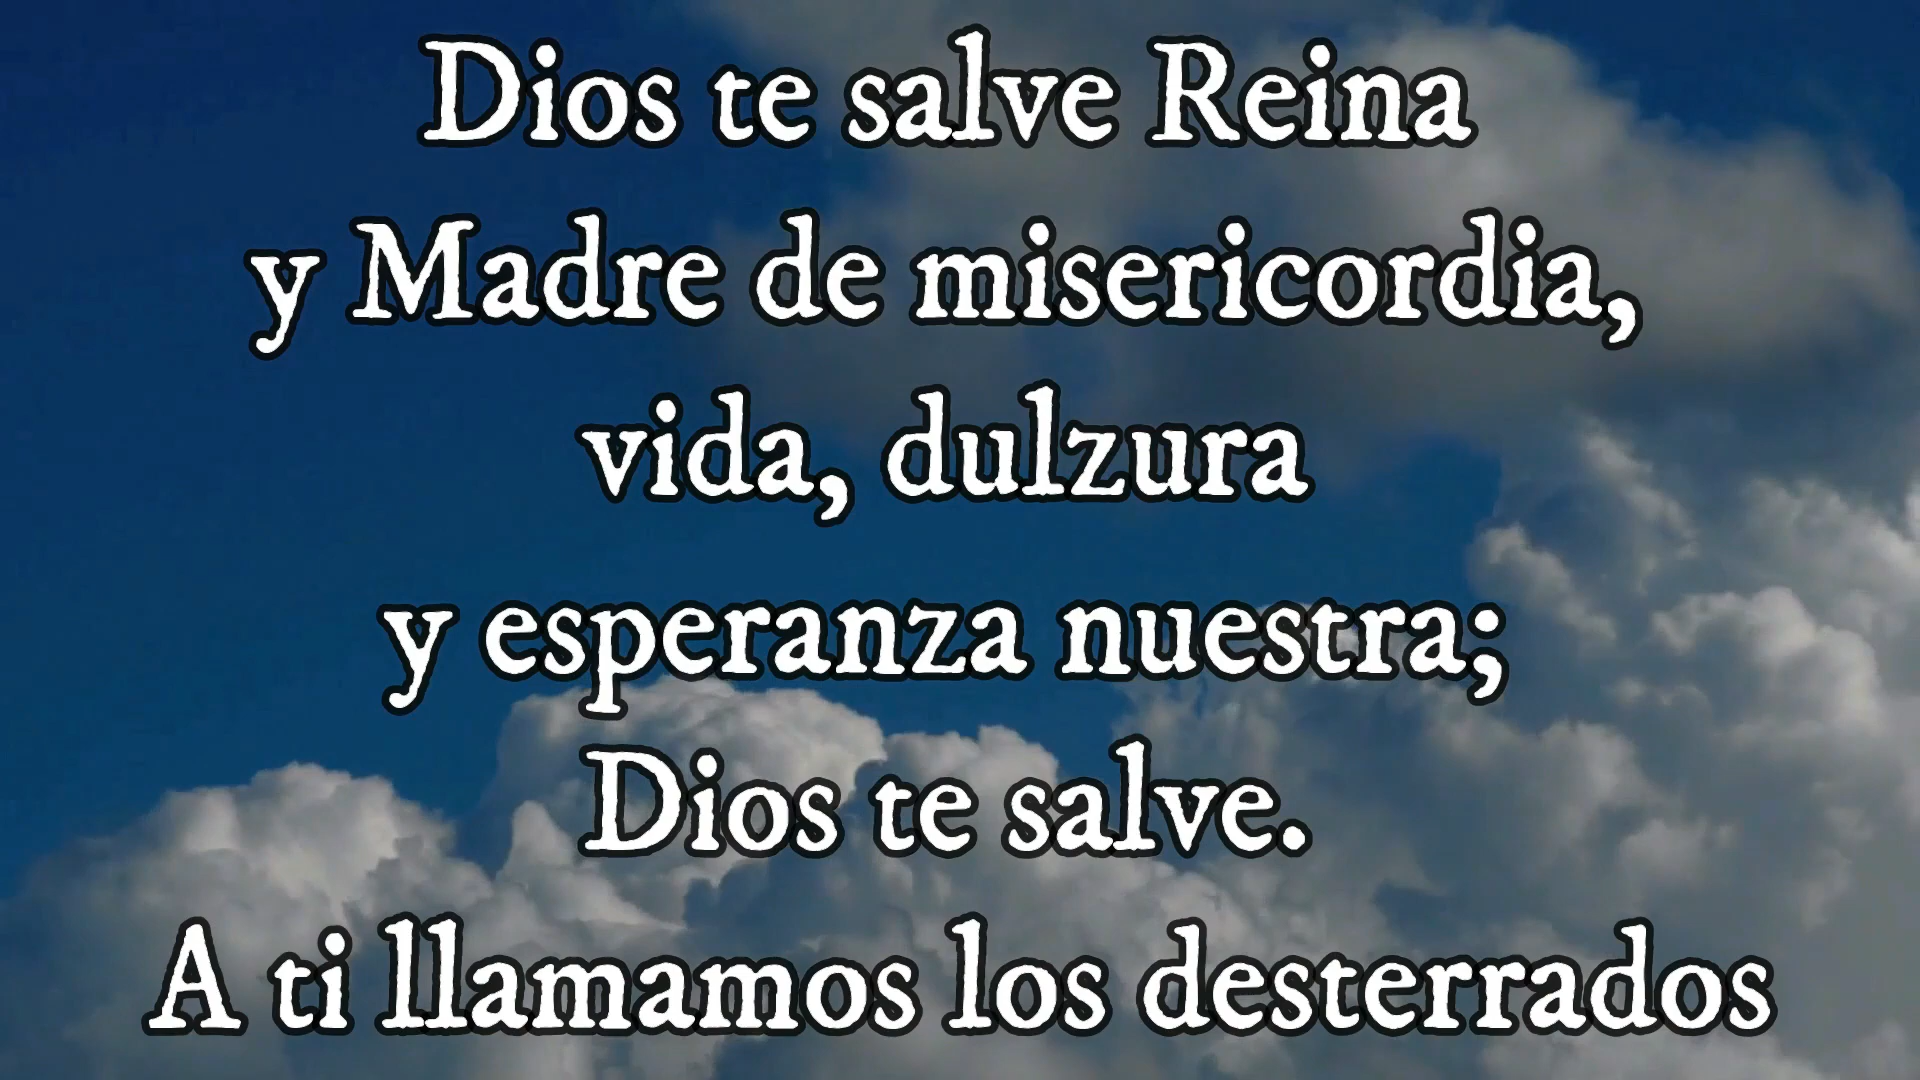 Dios te salve Reina
y Madre de misericordia,
vida, dulzura
y esperanza nuestra;
Dios te salve.
A ti llamamos los desterrados